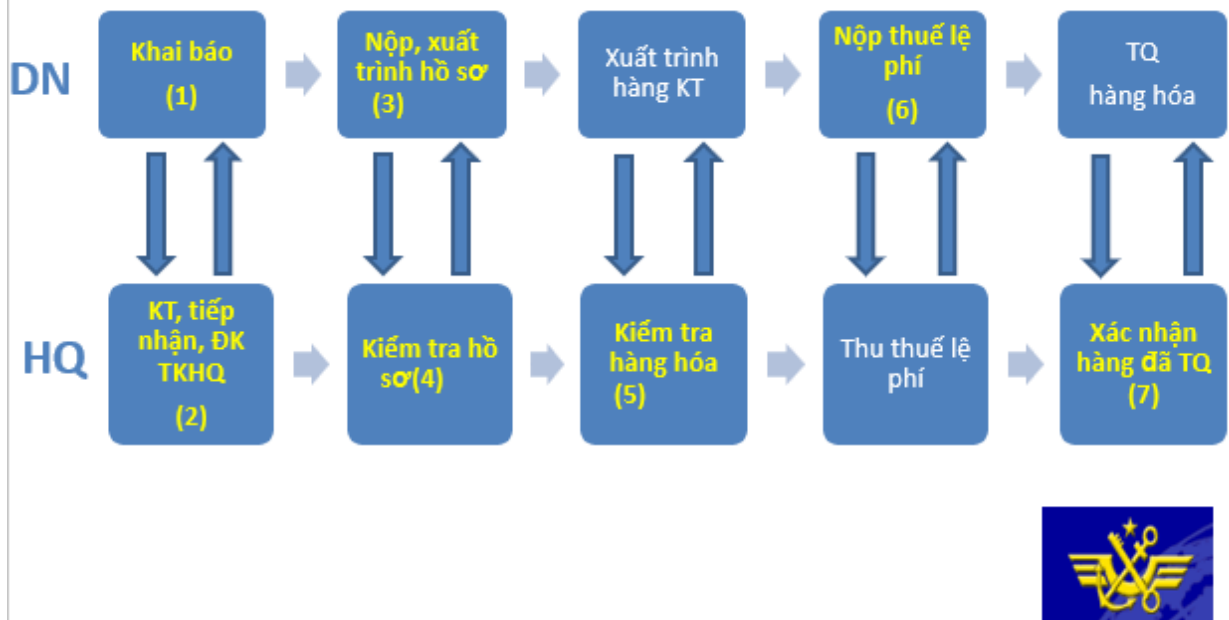 DN
Khai báo
(1)
Nộp, xuất
trình hồ sơ
(3)
Xuất trình
hàng KT
Nộp thuế lệ
phí
(6)
TQ
hàng hóa
HQ
KT, tiếp
nhận, ĐK
TKHQ
(2)
Kiểm tra hồ
sơ(4)
Kiểm tra
hàng hóa
(5)
Thu thuế lệ
phí
Xác nhận
hàng đã TQ
(7)